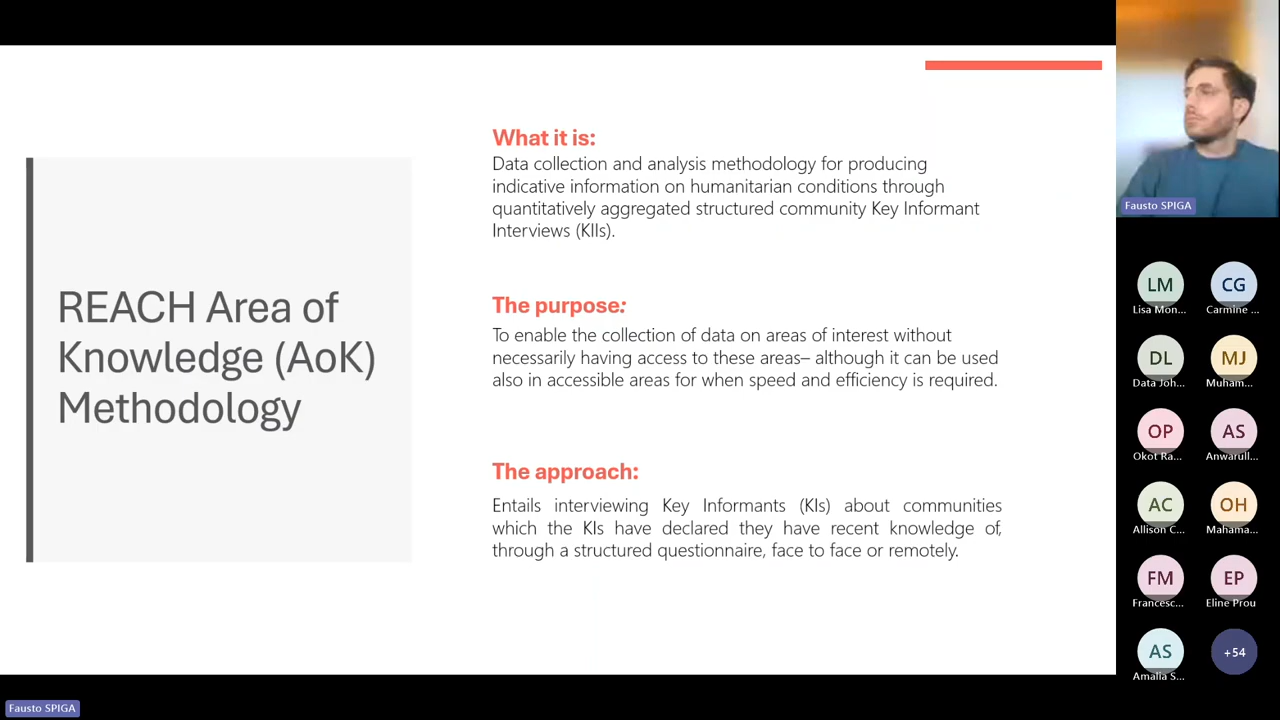 REACH Area of
Knowledge (AoK)
Methodology
What it is:
Data collection and analysis methodology for producing
indicative information on humanitarian conditions through
quantitatively aggregated structured community Key Informant
Interviews (KIIs).
The purpose:
To enable the collection of data on areas of interest without
necessarily having access to these areas– although it can be used
also in accessible areas for when speed and efficiency is required.
The approach:
Entails interviewing Key Informants (KIs) about communities
which the KIs have declared they have recent knowledge of,
through a structured questionnaire, face to face or remotely.
Fausto SPIGA
LM
Lisa Mon...
CG
Carmine ...
DL
Data Joh...
MJ
Muham...
OP
Okot Ra...
AS
Anwarull...
AC
Allison C...
OH
Mahama...
FM
Francesc...
EP
Eline Prou
AS
Amalia S...
+54
Fausto SPIGA